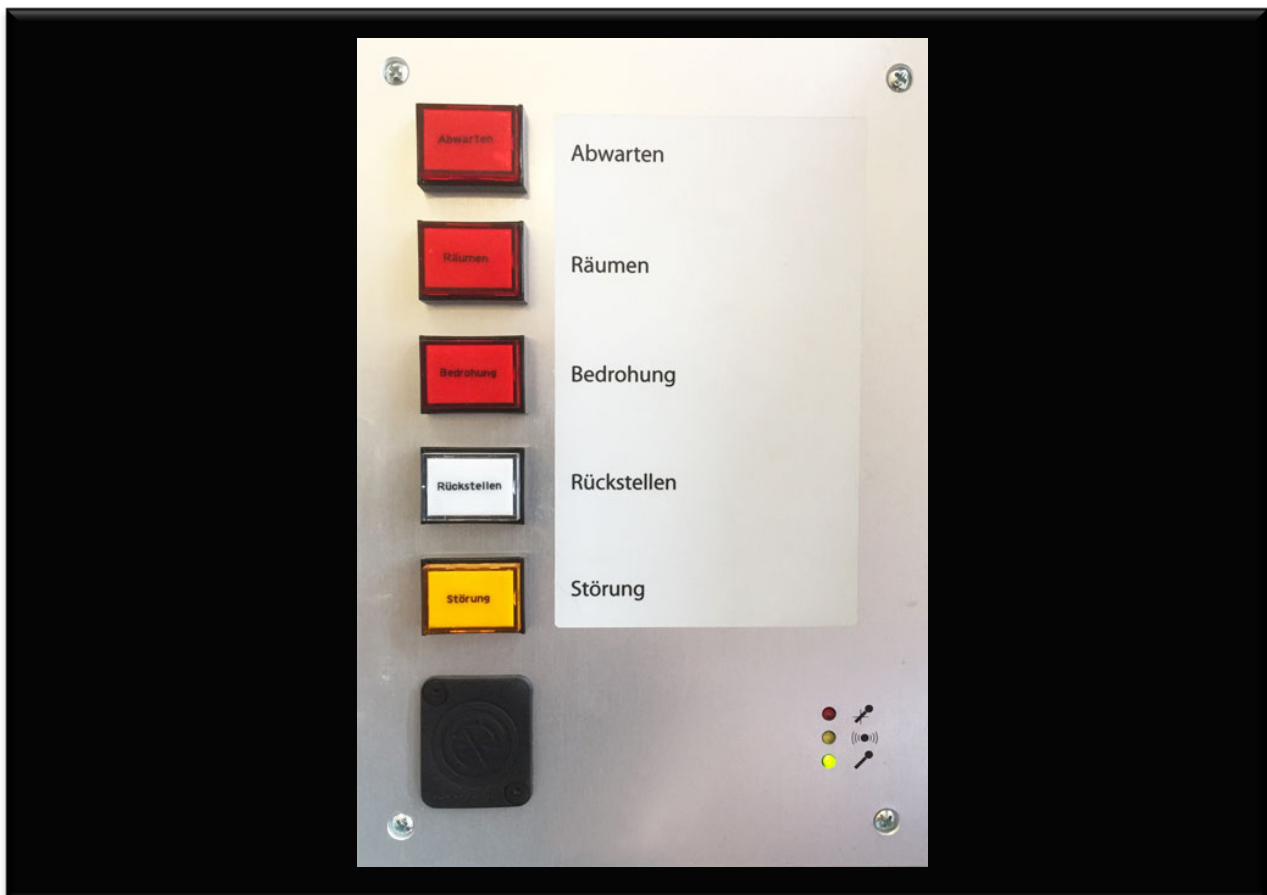 Abwarten
Abwarten
Räumen
Räumen
Bedrohung
Bedrohung
Rückstellen
Rückstellen
Störung
Störung